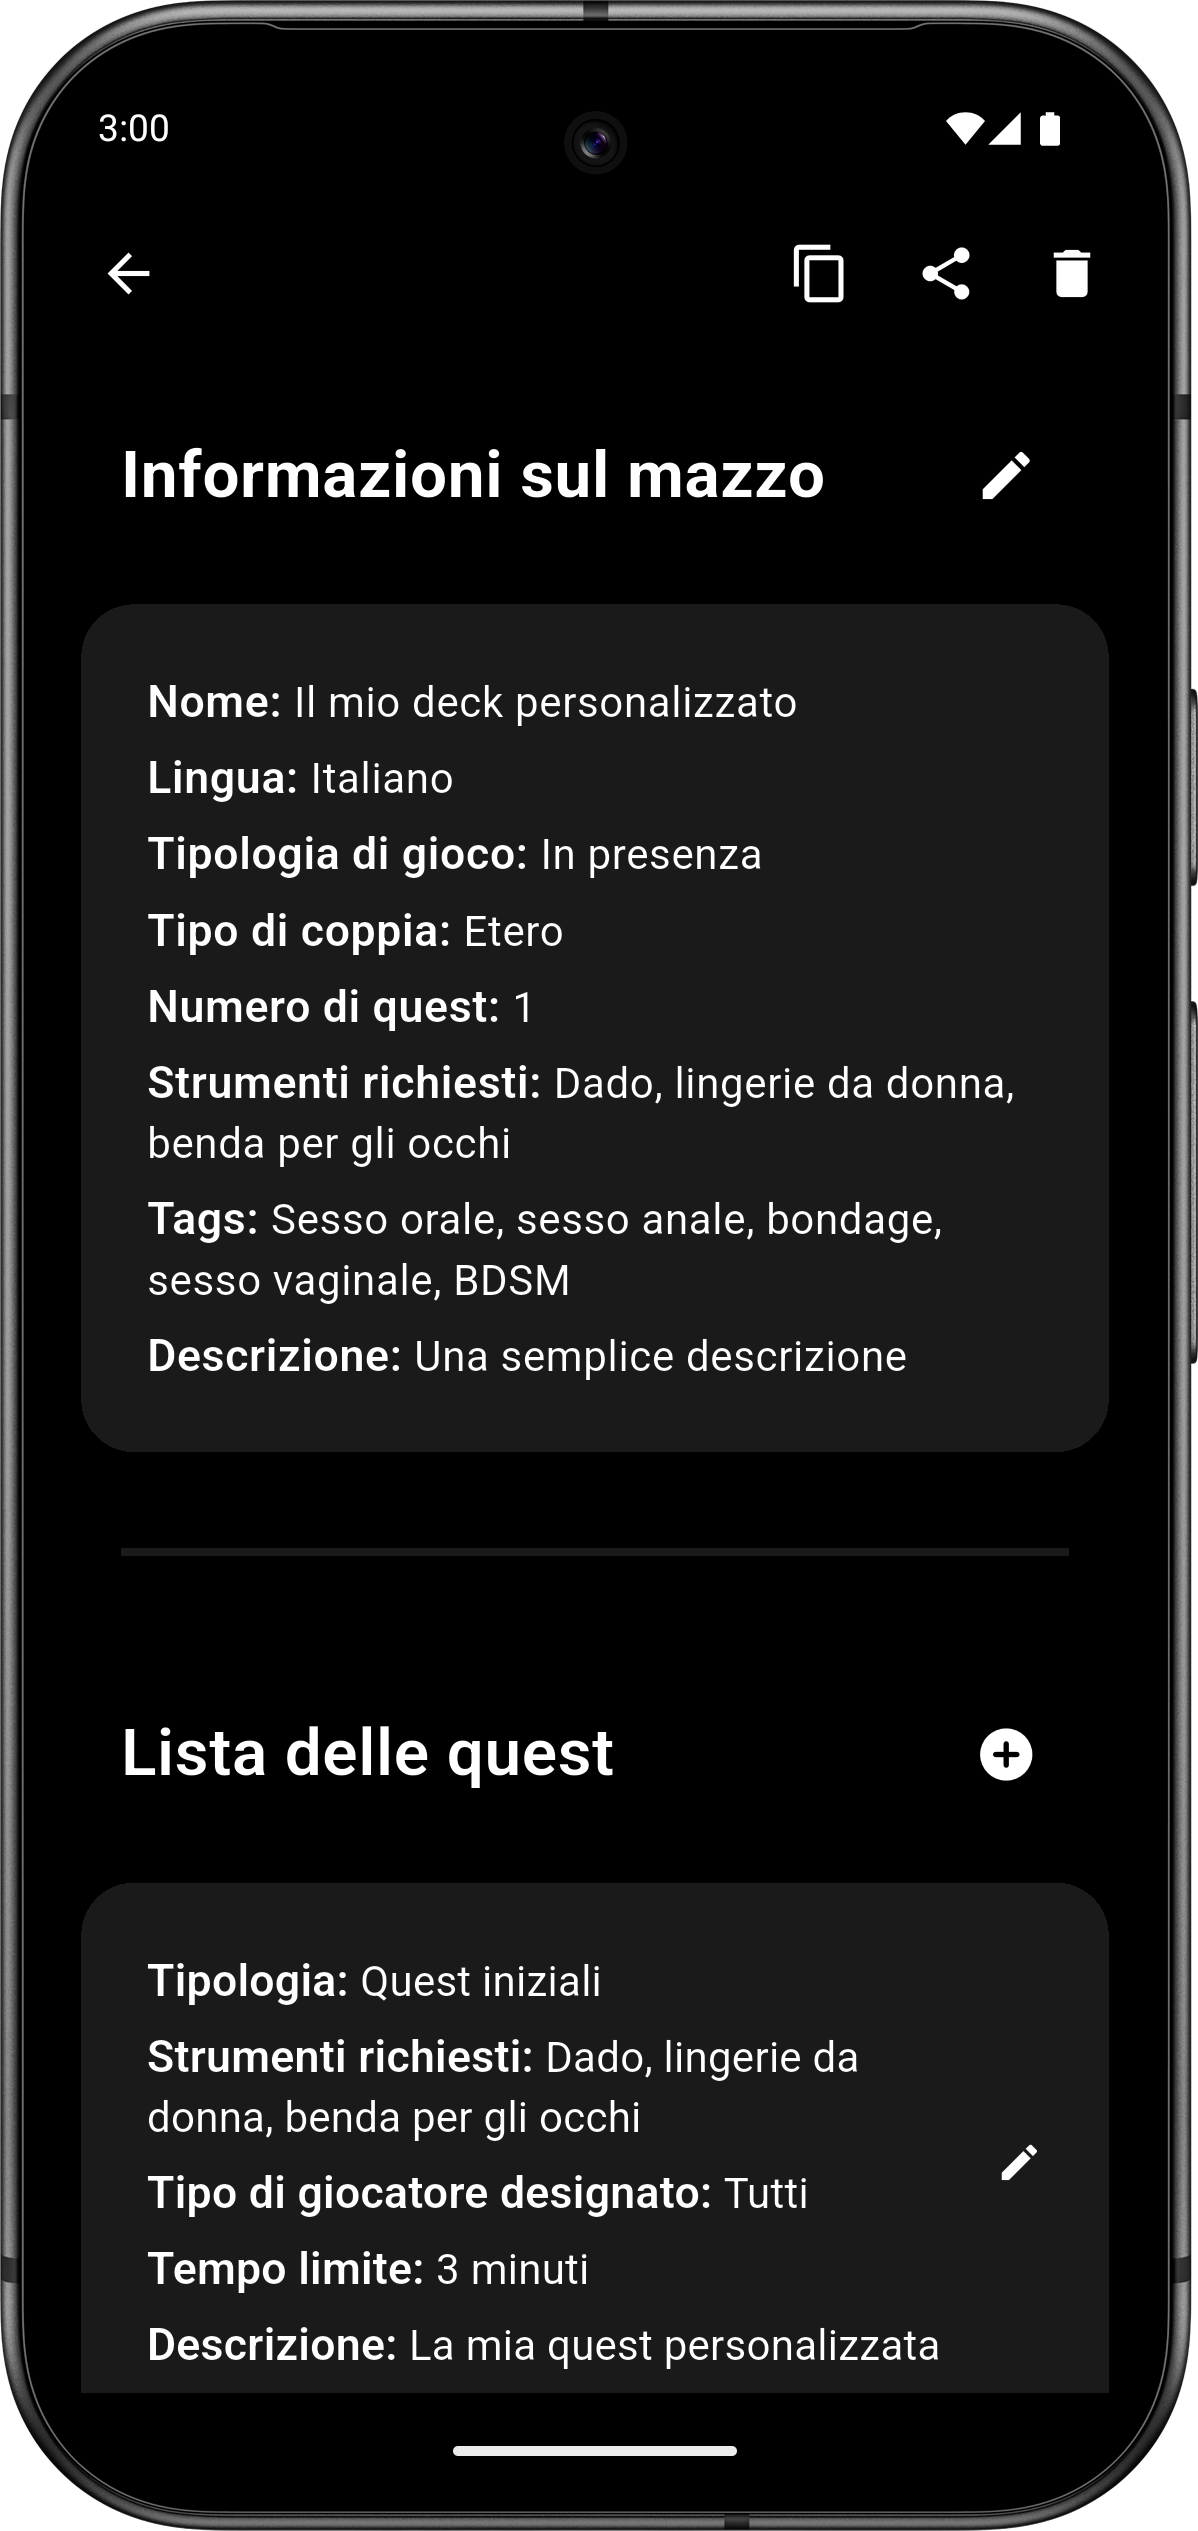 3:00
Informazioni sul mazzo
Nome: Il mio deck personalizzato
Lingua: Italiano
Tipologia di gioco: In presenza
Tipo di coppia: Etero
Numero di quest: 1
Strumenti richiesti: Dado, lingerie da donna,
benda per gli occhi
Tags: Sesso orale, sesso anale, bondage,
sesso vaginale, BDSM
Descrizione: Una semplice descrizione
Lista delle quest
Tipologia: Quest iniziali
Strumenti richiesti: Dado, lingerie da
donna, benda per gli occhi
Tipo di giocatore designato: Tutti
Tempo limite: 3 minuti
Descrizione: La mia quest personalizzata